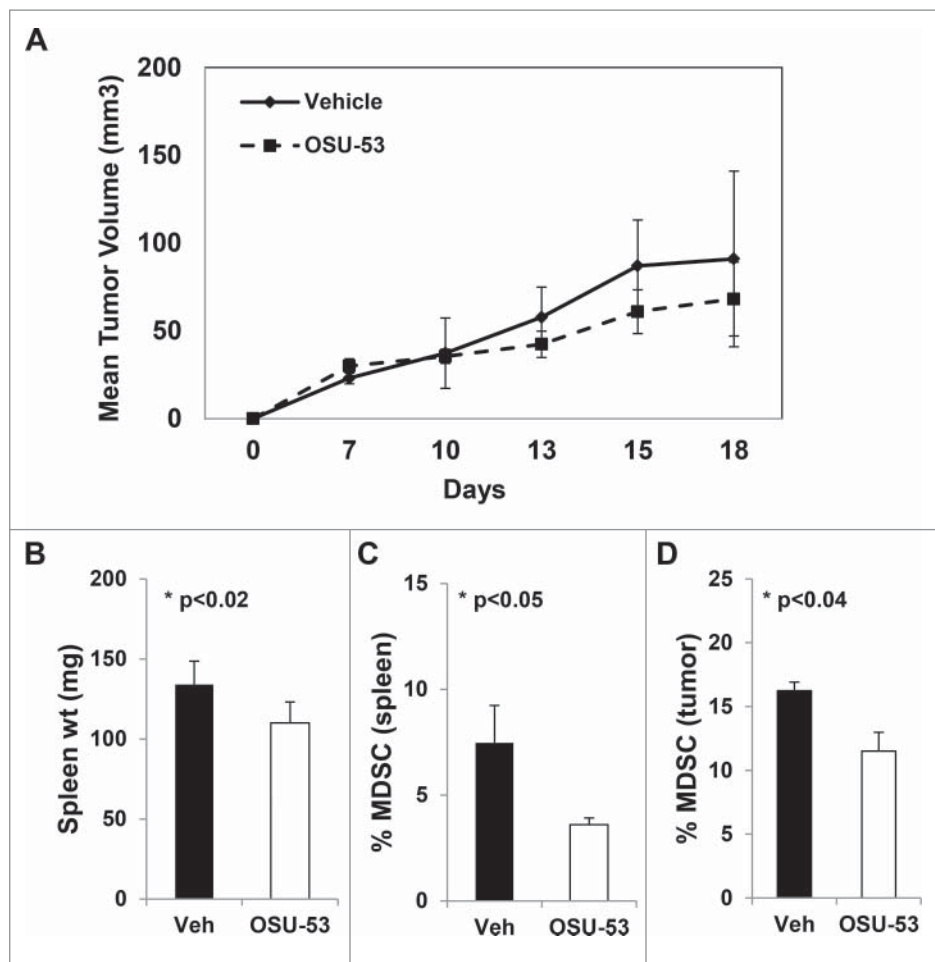 A
Mean Tumor Volume (mm3)
200
150
100
50
0
Vehicle
OSU-53
0 7 10 13 15 18
Days
B
Spleen wt (mg)
200
150
100
50
0
* p<0.02
Veh OSU-53
C
% MDSC (spleen)
15
10
5
0
* p<0.05
Veh OSU-53
D
% MDSC (tumor)
25
20
15
10
5
0
* p<0.04
Veh OSU-53